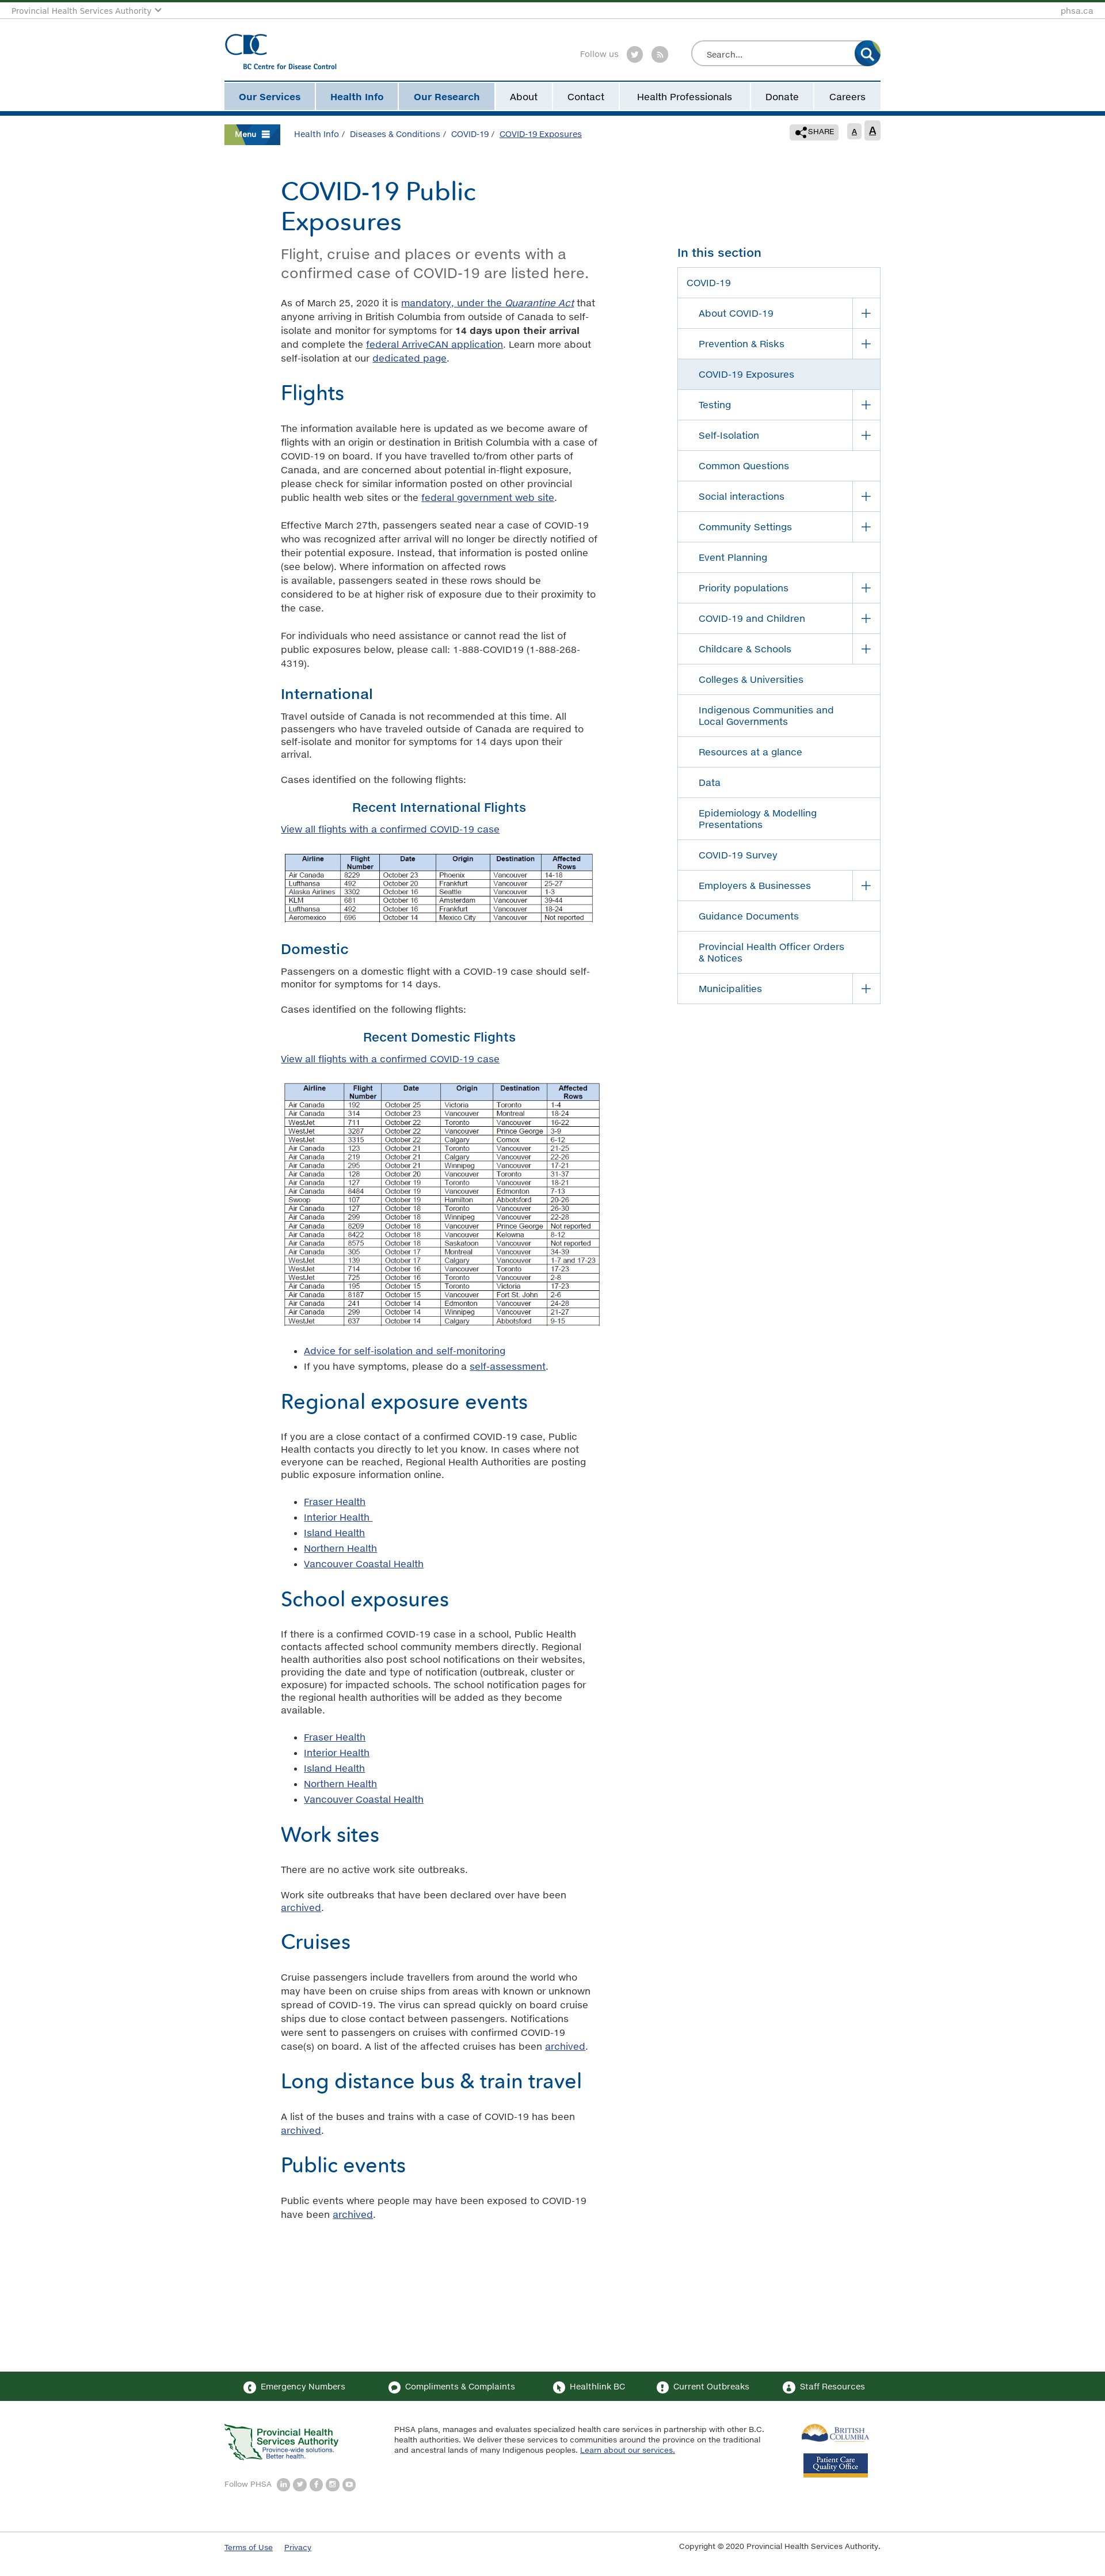 Provincial Health Services Authority
phsa.ca
BC Centre for Disease Control
Follow us
Search...
Our Services
Health Info
Our Research
About
Contact
Health Professionals
Donate
Careers
Menu
Health Info / Diseases & Conditions / COVID-19 / COVID-19 Exposures
SHARE A A
COVID-19 Public
Exposures
Flight, cruise and places or events with a
confirmed case of COVID-19 are listed here.
As of March 25, 2020 it is mandatory, under the Quarantine Act that
anyone arriving in British Columbia from outside of Canada to self-
isolate and monitor for symptoms for 14 days upon their arrival
and complete the federal ArriveCAN application. Learn more about
self-isolation at our dedicated page.
Flights
The information available here is updated as we become aware of
flights with an origin or destination in British Columbia with a case of
COVID-19 on board. If you have travelled to/from other parts of
Canada, and are concerned about potential in-flight exposure,
please check for similar information posted on other provincial
public health web sites or the federal government web site.
Effective March 27th, passengers seated near a case of COVID-19
who was recognized after arrival will no longer be directly notified of
their potential exposure. Instead, that information is posted online
(see below). Where information on affected rows
is available, passengers seated in these rows should be
considered to be at higher risk of exposure due to their proximity to
the case.
For individuals who need assistance or cannot read the list of
public exposures below, please call: 1-888-COVID19 (1-888-268-
4319).
International
Travel outside of Canada is not recommended at this time. All
passengers who have traveled outside of Canada are required to
self-isolate and monitor for symptoms for 14 days upon their
arrival.
Cases identified on the following flights:
Recent International Flights
View all flights with a confirmed COVID-19 case
Airline Flight Number Date Origin Destination Affected Rows
Air Canada 8229 October 23 Phoenix Vancouver 14-18
Lufthansa 492 October 20 Frankfurt Vancouver 25-27
Alaska Airlines 3302 October 16 Seattle Vancouver 1-3
KLM 681 October 16 Amsterdam Vancouver 39-44
Lufthansa 492 October 16 Frankfurt Vancouver 18-24
Aeromexico 696 October 14 Mexico City Vancouver Not reported
Domestic
Passengers on a domestic flight with a COVID-19 case should self-
monitor for symptoms for 14 days.
Cases identified on the following flights:
Recent Domestic Flights
View all flights with a confirmed COVID-19 case
Airline Flight Number Date Origin Destination Affected Rows
Air Canada 192 October 25 Victoria Toronto 1-4
Air Canada 314 October 23 Vancouver Montreal 18-24
WestJet 711 October 22 Toronto Vancouver 16-22
WestJet 3287 October 22 Vancouver Prince George 3-9
WestJet 3315 October 22 Calgary Comox 6-12
Air Canada 123 October 21 Toronto Vancouver 21-25
Air Canada 219 October 21 Calgary Vancouver 22-26
Air Canada 295 October 21 Winnipeg Vancouver 17-21
Air Canada 128 October 20 Vancouver Toronto 31-37
Air Canada 127 October 19 Toronto Vancouver 18-21
Air Canada 8484 October 19 Vancouver Edmonton 7-13
Swoop 107 October 19 Hamilton Abbotsford 20-26
Air Canada 127 October 18 Toronto Vancouver 26-30
Air Canada 299 October 18 Winnipeg Vancouver 22-28
Air Canada 8209 October 18 Vancouver Prince George Not reported
Air Canada 8422 October 18 Vancouver Kelowna 8-12
Air Canada 8575 October 18 Saskatoon Vancouver Not reported
Air Canada 305 October 17 Montreal Vancouver 34-39
WestJet 139 October 17 Calgary Vancouver 1-7 and 17-23
WestJet 714 October 16 Vancouver Toronto 17-23
WestJet 725 October 16 Toronto Vancouver 2-8
Air Canada 195 October 15 Toronto Victoria 17-23
Air Canada 8187 October 15 Vancouver Fort St. John 2-6
Air Canada 241 October 14 Edmonton Vancouver 24-28
Air Canada 299 October 14 Winnipeg Vancouver 21-27
WestJet 637 October 14 Calgary Abbotsford 9-15
Advice for self-isolation and self-monitoring
If you have symptoms, please do a self-assessment.
Regional exposure events
If you are a close contact of a confirmed COVID-19 case, Public
Health contacts you directly to let you know. In cases where not
everyone can be reached, Regional Health Authorities are posting
public exposure information online.
Fraser Health
Interior Health
Island Health
Northern Health
Vancouver Coastal Health
School exposures
If there is a confirmed COVID-19 case in a school, Public Health
contacts affected school community members directly. Regional
health authorities also post school notifications on their websites,
providing the date and type of notification (outbreak, cluster or
exposure) for impacted schools. The school notification pages for
the regional health authorities will be added as they become
available.
Fraser Health
Interior Health
Island Health
Northern Health
Vancouver Coastal Health
Work sites
There are no active work site outbreaks.
Work site outbreaks that have been declared over have been
archived.
Cruises
Cruise passengers include travellers from around the world who
may have been on cruise ships from areas with known or unknown
spread of COVID-19. The virus can spread quickly on board cruise
ships due to close contact between passengers. Notifications
were sent to passengers on cruises with confirmed COVID-19
case(s) on board. A list of the affected cruises has been archived.
Long distance bus & train travel
A list of the buses and trains with a case of COVID-19 has been
archived.
Public events
Public events where people may have been exposed to COVID-19
have been archived.
In this section
COVID-19
About COVID-19
Prevention & Risks
COVID-19 Exposures
Testing
Self-Isolation
Common Questions
Social interactions
Community Settings
Event Planning
Priority populations
COVID-19 and Children
Childcare & Schools
Colleges & Universities
Indigenous Communities and
Local Governments
Resources at a glance
Data
Epidemiology & Modelling
Presentations
COVID-19 Survey
Employers & Businesses
Guidance Documents
Provincial Health Officer Orders
& Notices
Municipalities
Emergency Numbers
Compliments & Complaints
Healthlink BC
Current Outbreaks
Staff Resources
Provincial Health
Services Authority
Province-wide solutions.
Better health.
PHSA plans, manages and evaluates specialized health care services in partnership with other B.C.
health authorities. We deliver these services to communities around the province on the traditional
and ancestral lands of many Indigenous peoples. Learn about our services.
BRITISH
COLUMBIA
Patient Care
Quality Office
Follow PHSA
Terms of Use
Privacy
Copyright © 2020 Provincial Health Services Authority.